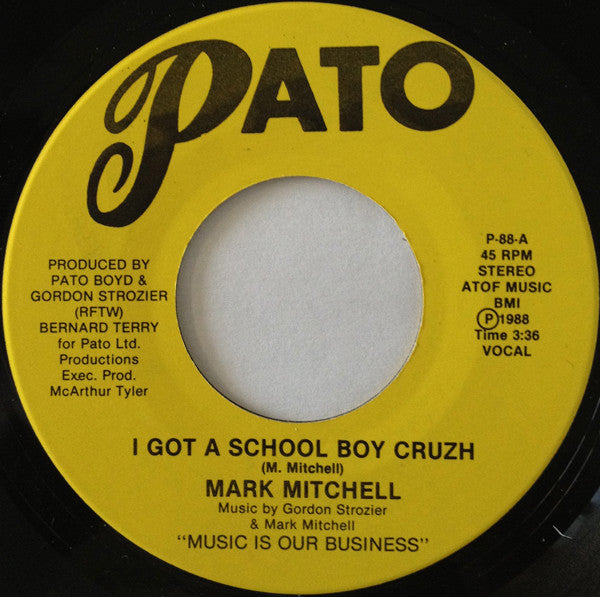 PATO
PRODUCED BY
PATO BOYD &
GORDON STROZIER
(RFTW)
BERNARD TERRY
for Pato Ltd.
Productions
Exec. Prod.
McArthur Tyler
P-88-A
45 RPM
STEREO
ATOF MUSIC
BMI
Ⓟ1988
Time 3:36
VOCAL
I GOT A SCHOOL BOY CRUZH
(M. Mitchell)
MARK MITCHELL
Music by Gordon Strozier
& Mark Mitchell
"MUSIC IS OUR BUSINESS"